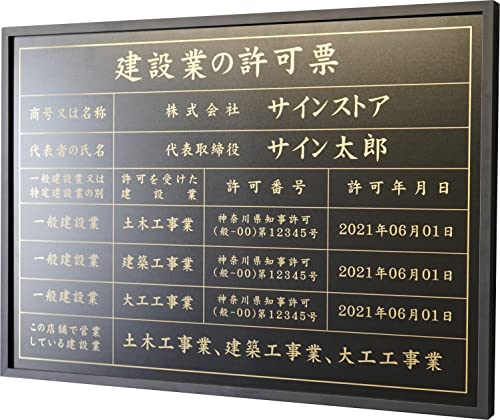 建設業の許可票
商号又は名称 株式会社 サインストア
代表者の氏名 代表取締役 サイン太郎
一般建設業又は 許可を受けた 許可番号 許可年月日
特定建設業の別 建設業
一般建設業 土木工事業 神奈川県知事許可 2021年06月01日
(般-00)第12345号
一般建設業 建築工事業 神奈川県知事許可 2021年06月01日
(般-00)第12345号
一般建設業 大工工事業 神奈川県知事許可 2021年06月01日
(般-00)第12345号
この店舗で営業 土木工事業、建築工事業、大工工事業
している建設業